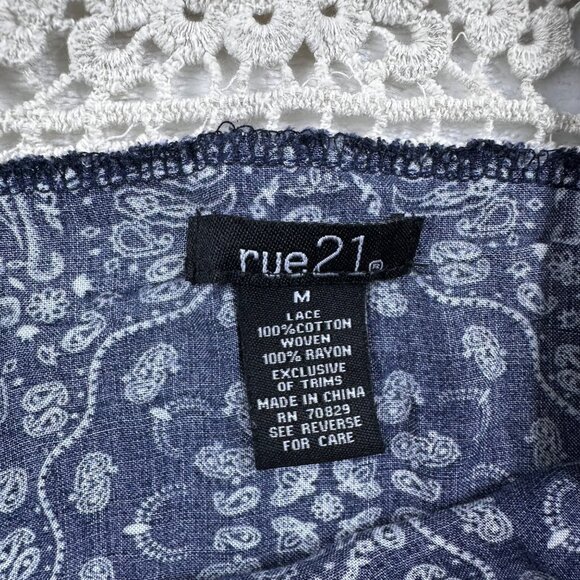 rue21®
M
LACE
100%COTTON
WOVEN
100% RAYON
EXCLUSIVE
OF TRIMS
MADE IN CHINA
RN 70829
SEE REVERSE
FOR CARE